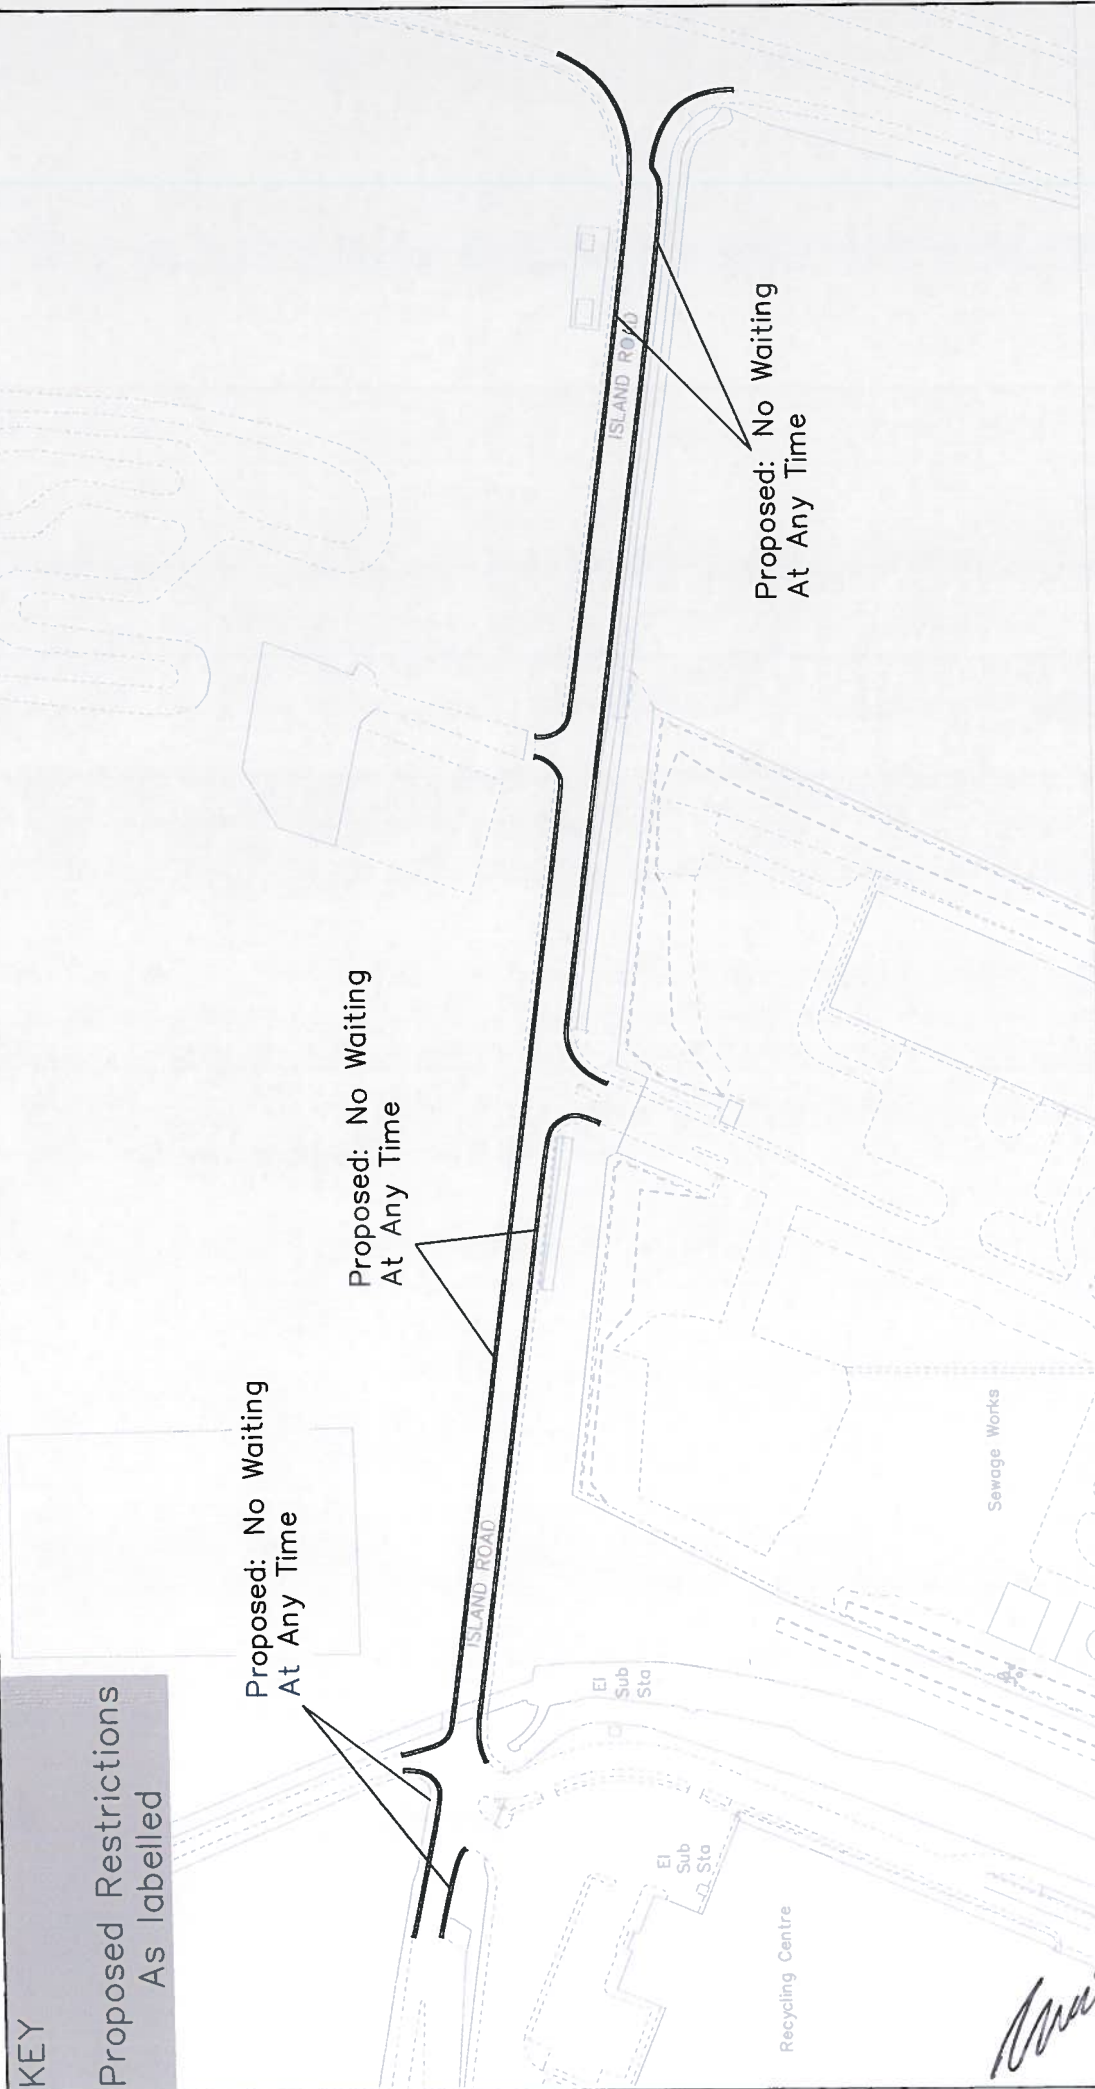 KEY
Proposed Restrictions
As labelled
Proposed: No Waiting
At Any Time
Proposed: No Waiting
At Any Time
Proposed: No Waiting
At Any Time
ISLAND ROAD
ISLAND ROAD
El
Sub
Sta
El
Sub
Sta
Recycling Centre
Sewage Works